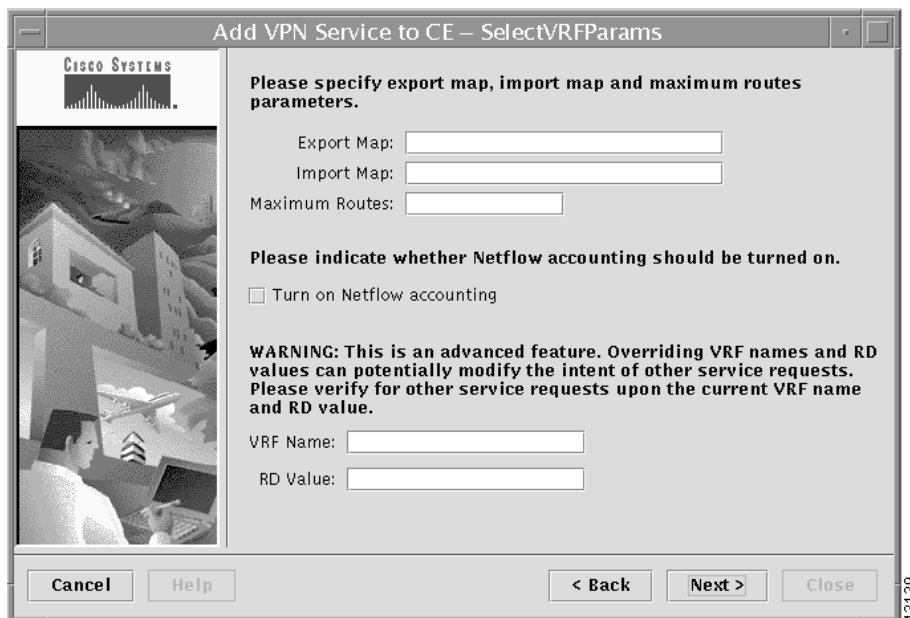 Add VPN Service to CE – SelectVRFParams
CISCO SYSTEMS
Please specify export map, import map and maximum routes
parameters.
Export Map:
Import Map:
Maximum Routes:
Please indicate whether Netflow accounting should be turned on.
Turn on Netflow accounting
WARNING: This is an advanced feature. Overriding VRF names and RD
values can potentially modify the intent of other service requests.
Please verify for other service requests upon the current VRF name
and RD value.
VRF Name:
RD Value:
Cancel
Help
< Back
Next >
Close